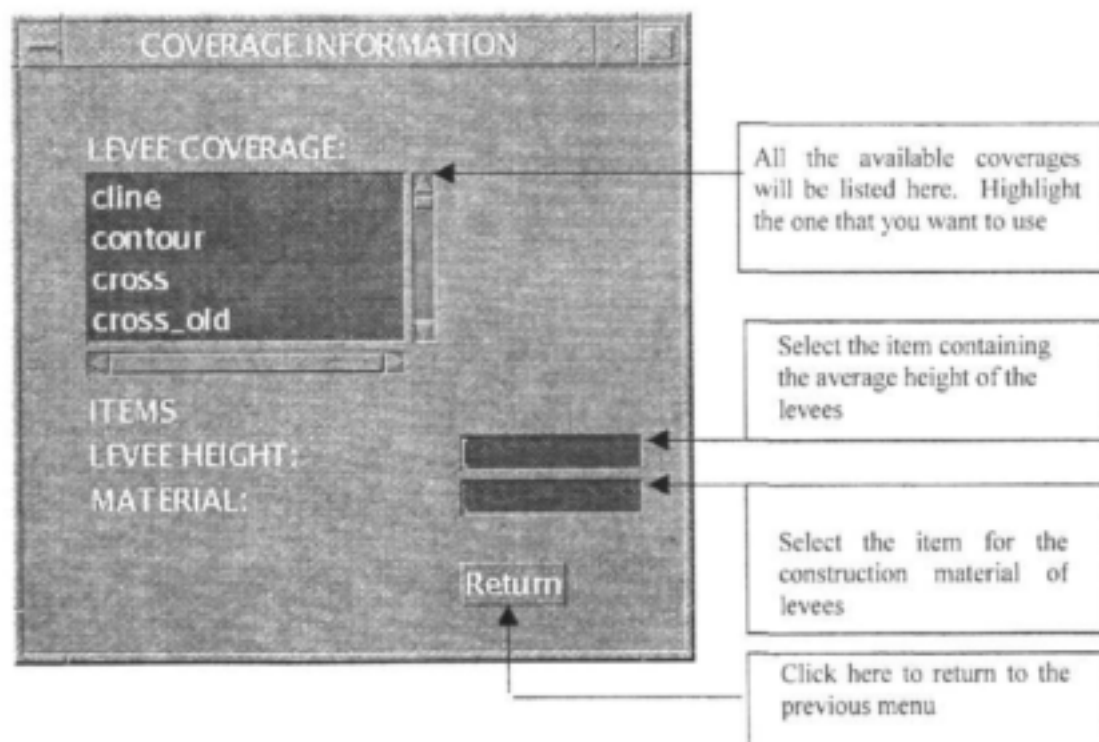 COVERAGE INFORMATION
LEVEE COVERAGE:
cline
contour
cross
cross_old
ITEMS
LEVEE HEIGHT:
MATERIAL:
Return
All the available coverages
will be listed here. Highlight
the one that you want to use
Select the item containing
the average height of the
levees
Select the item for the
construction material of
levees
Click here to return to the
previous menu